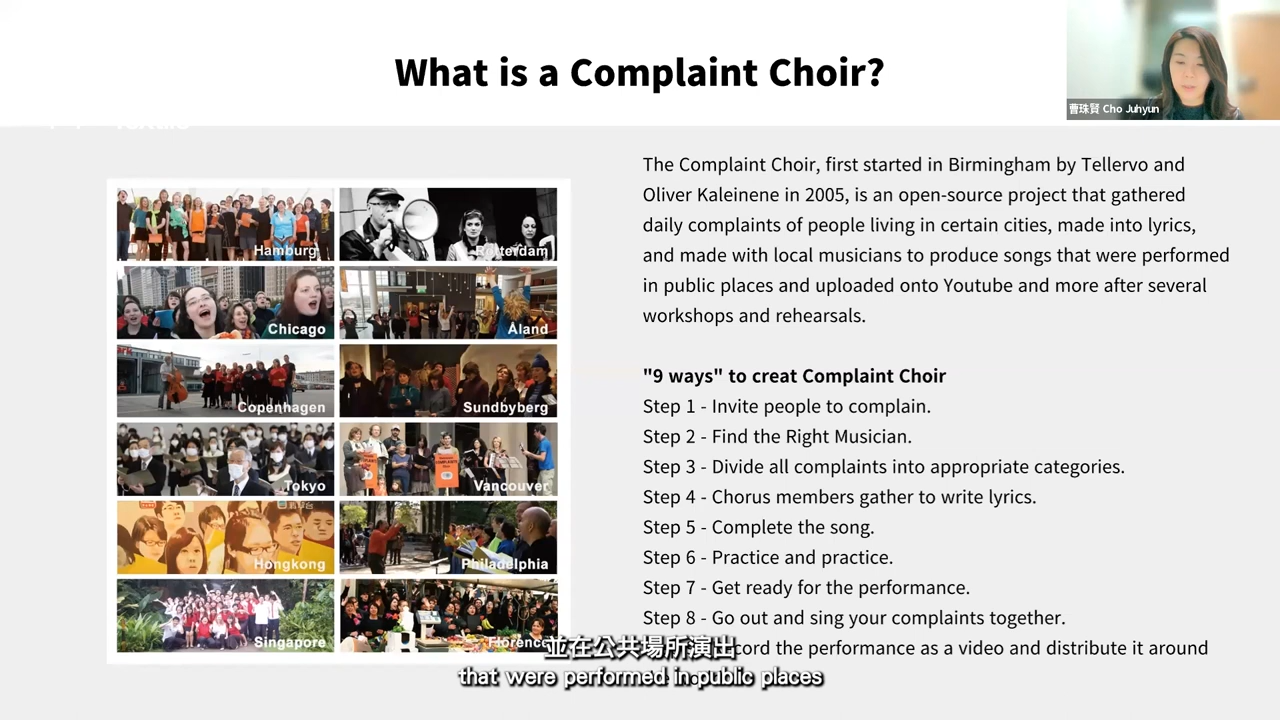 What is a Complaint Choir?
曹珠賢 Cho Juhyun
Hamburg
Rotterdam
Chicago
Åland
Copenhagen
Sundbyberg
Tokyo
Vancouver
Hongkong
Philadelphia
Singapore
Florence
The Complaint Choir, first started in Birmingham by Tellervo and
Oliver Kaleinene in 2005, is an open-source project that gathered
daily complaints of people living in certain cities, made into lyrics,
and made with local musicians to produce songs that were performed
in public places and uploaded onto Youtube and more after several
workshops and rehearsals.
"9 ways" to creat Complaint Choir
Step 1 - Invite people to complain.
Step 2 - Find the Right Musician.
Step 3 - Divide all complaints into appropriate categories.
Step 4 - Chorus members gather to write lyrics.
Step 5 - Complete the song.
Step 6 - Practice and practice.
Step 7 - Get ready for the performance.
Step 8 - Go out and sing your complaints together.
the performance as a video and distribute it around
並在公共場所演出
that were performed in public places